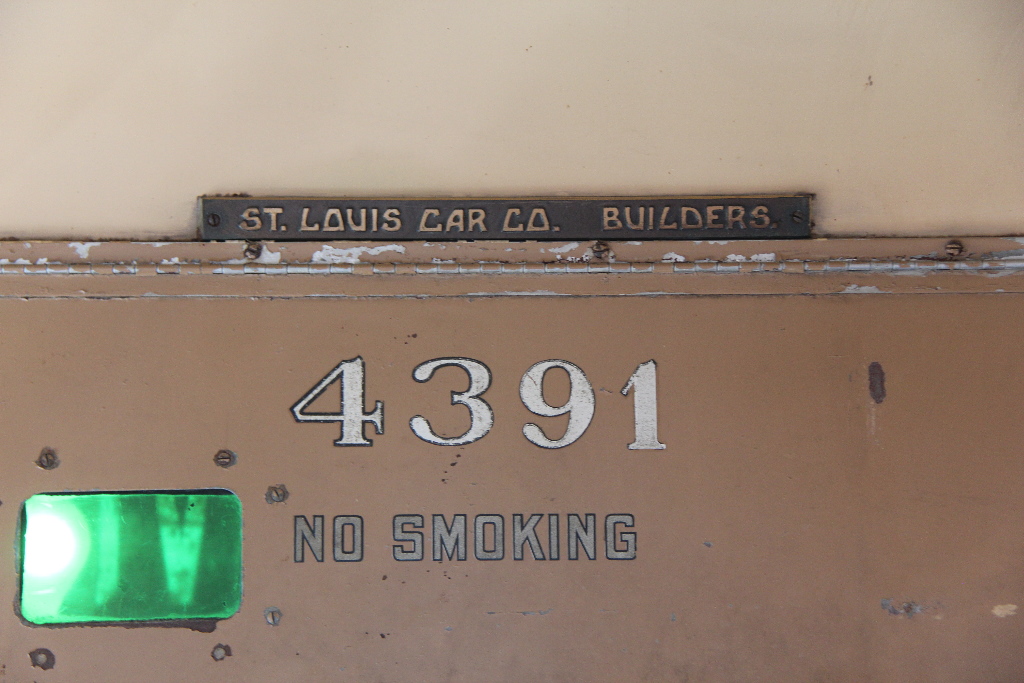 ST. LOUIS CAR CO. BUILDERS.
4391
NO SMOKING